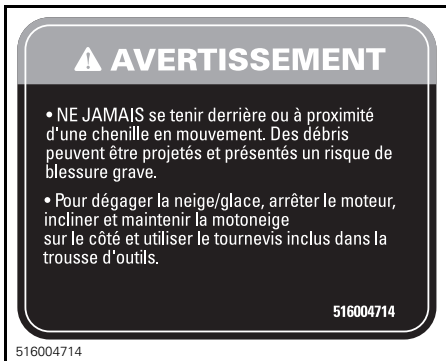 AVERTISSEMENT
• NE JAMAIS se tenir derrière ou à proximité
d'une chenille en mouvement. Des débris
peuvent être projetés et présentés un risque de
blessure grave.
• Pour dégager la neige/glace, arrêter le moteur,
incliner et maintenir la motoneige
sur le côté et utiliser le tournevis inclus dans la
trousse d'outils.
516004714
516004714